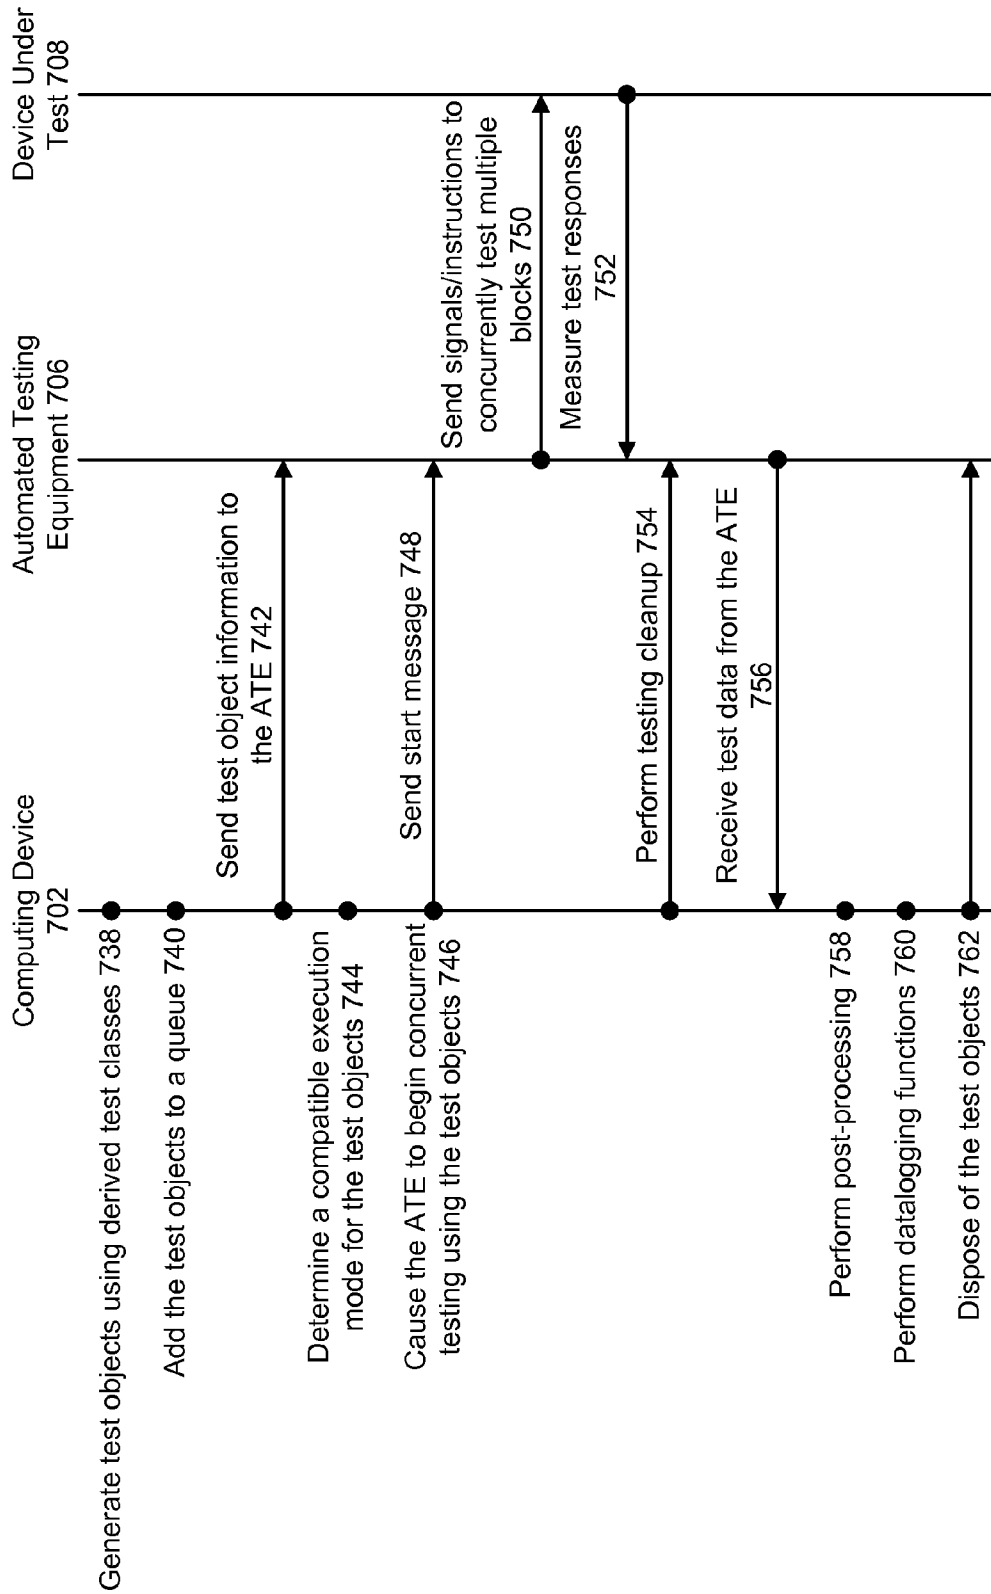 Computing Device
702
Automated Testing
Equipment 706
Device Under
Test 708
Generate test objects using derived test classes 738
Add the test objects to a queue 740
Send test object information to
the ATE 742
Determine a compatible execution
mode for the test objects 744
Cause the ATE to begin concurrent
testing using the test objects 746
Send start message 748
Send signals/instructions to
concurrently test multiple
blocks 750
Measure test responses
752
Perform testing cleanup 754
Receive test data from the ATE
756
Perform post-processing 758
Perform datalogging functions 760
Dispose of the test objects 762